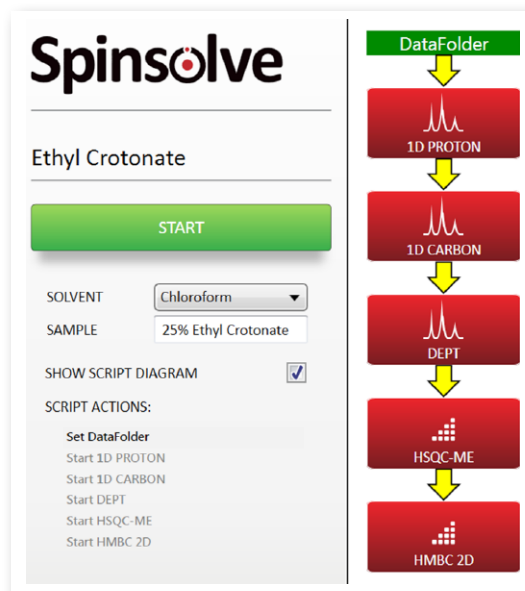 Spinsolve
Ethyl Crotonate
START
SOLVENT Chloroform
SAMPLE 25% Ethyl Crotonate
SHOW SCRIPT DIAGRAM
SCRIPT ACTIONS:
Set DataFolder
Start 1D PROTON
Start 1D CARBON
Start DEPT
Start HSQC-ME
Start HMBC 2D
DataFolder
1D PROTON
1D CARBON
DEPT
HSQC-ME
HMBC 2D